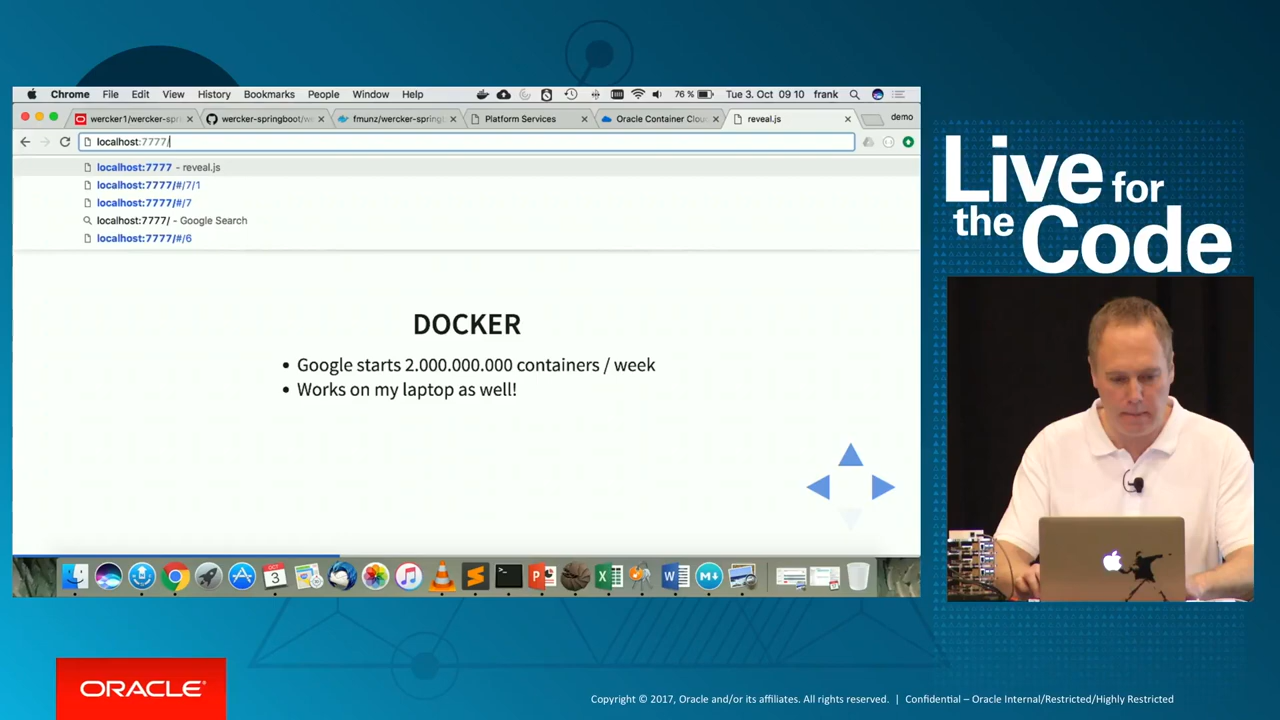 Chrome File Edit View History Bookmarks People Window Help 76 % Tue 3. Oct 09 10 frank
wercker1/wercker-spri
wercker-springboot/we
fmunz/wercker-spring
Platform Services
Oracle Container Clou
reveal.js
demo
localhost:7777/
localhost:7777 - reveal.js
localhost:7777/#/7/1
localhost:7777/#/7
localhost:7777/ - Google Search
localhost:7777/#/6
DOCKER
• Google starts 2.000.000.000 containers / week
• Works on my laptop as well!
OCT
3
Live for
the Code
ORACLE
Copyright © 2017, Oracle and/or its affiliates. All rights reserved. | Confidential – Oracle Internal/Restricted/Highly Restricted